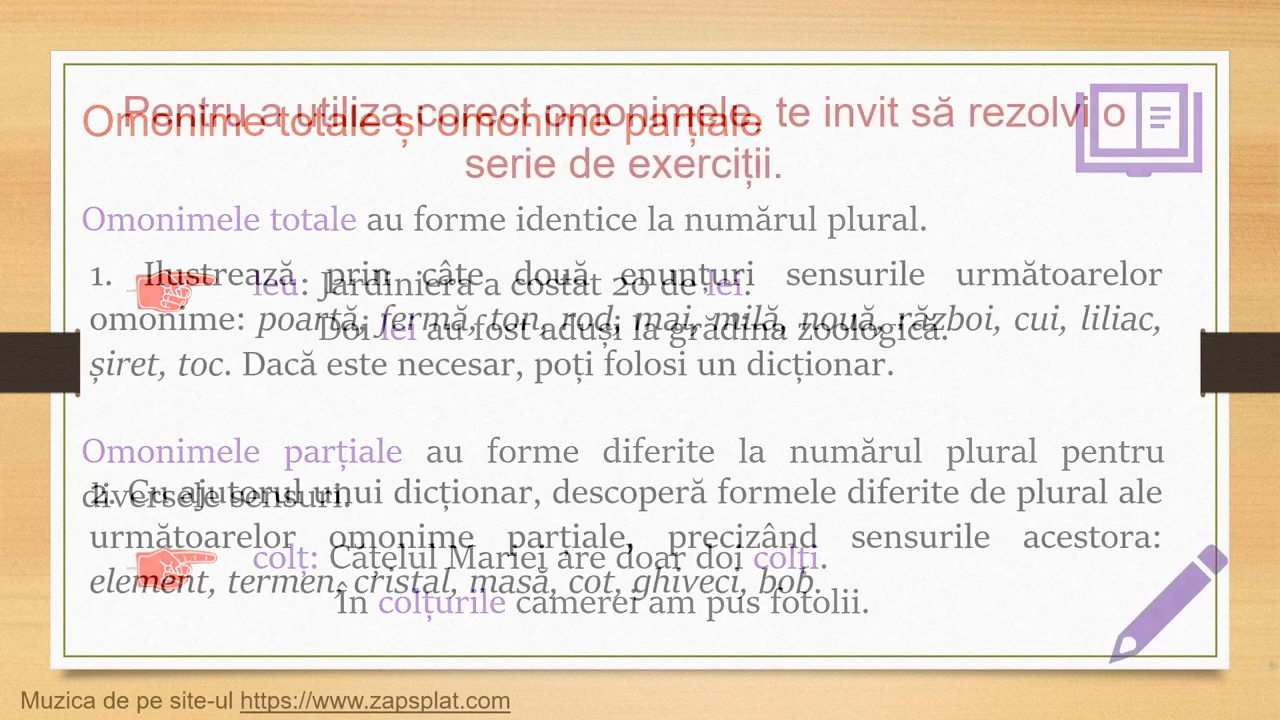 Omonime totale și omonime parțiale
Pentru a utiliza corect omonimele, te invit să rezolvi o
serie de exerciții.
Omonimele totale au forme identice la numărul plural.
leu: Jardiniera a costat 20 de lei.
Doi lei au fost aduși la grădina zoologică.
1. Ilustrează prin câte două enunțuri sensurile următoarelor
omonime: poartă, fermă, ton, rod, mai, milă, nouă, război, cui, liliac,
șiret, toc. Dacă este necesar, poți folosi un dicționar.
Omonimele parțiale au forme diferite la numărul plural pentru
diversele sensuri.
colț: Cățelul Mariei are doar doi colți.
În colțurile camerei am pus fotolii.
2. Cu ajutorul unui dicționar, descoperă formele diferite de plural ale
următoarelor omonime parțiale, precizând sensurile acestora:
element, termen, cristal, masă, cot, ghiveci, bob.
Muzica de pe site-ul https://www.zapsplat.com